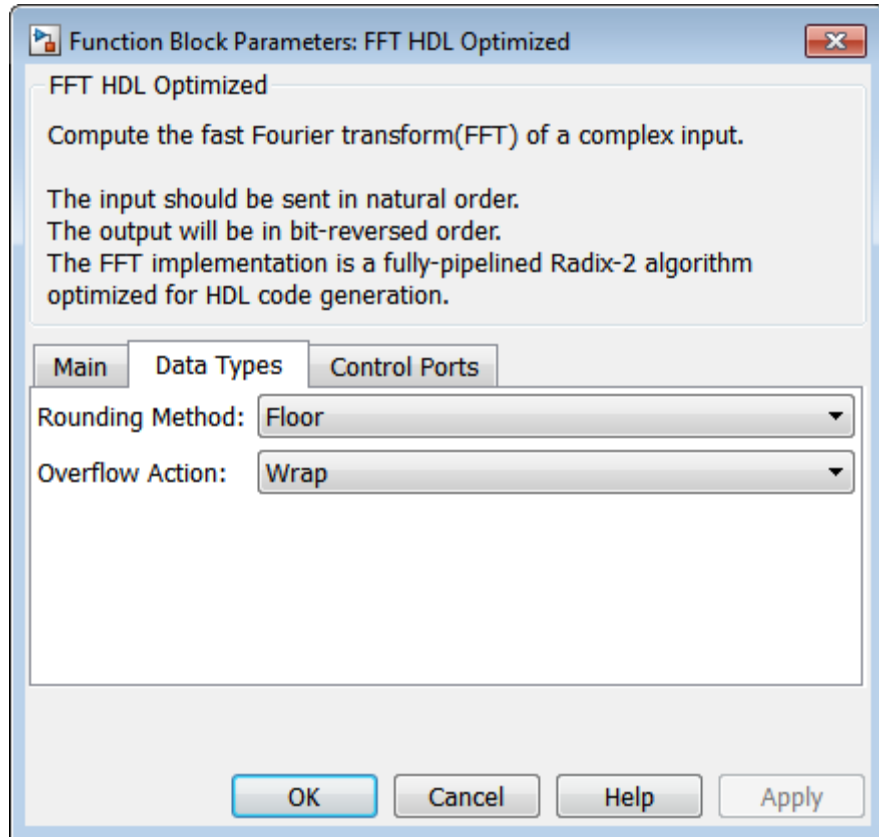 Function Block Parameters: FFT HDL Optimized
FFT HDL Optimized
Compute the fast Fourier transform(FFT) of a complex input.
The input should be sent in natural order.
The output will be in bit-reversed order.
The FFT implementation is a fully-pipelined Radix-2 algorithm
optimized for HDL code generation.
Main Data Types Control Ports
Rounding Method: Floor
Overflow Action: Wrap
OK Cancel Help Apply